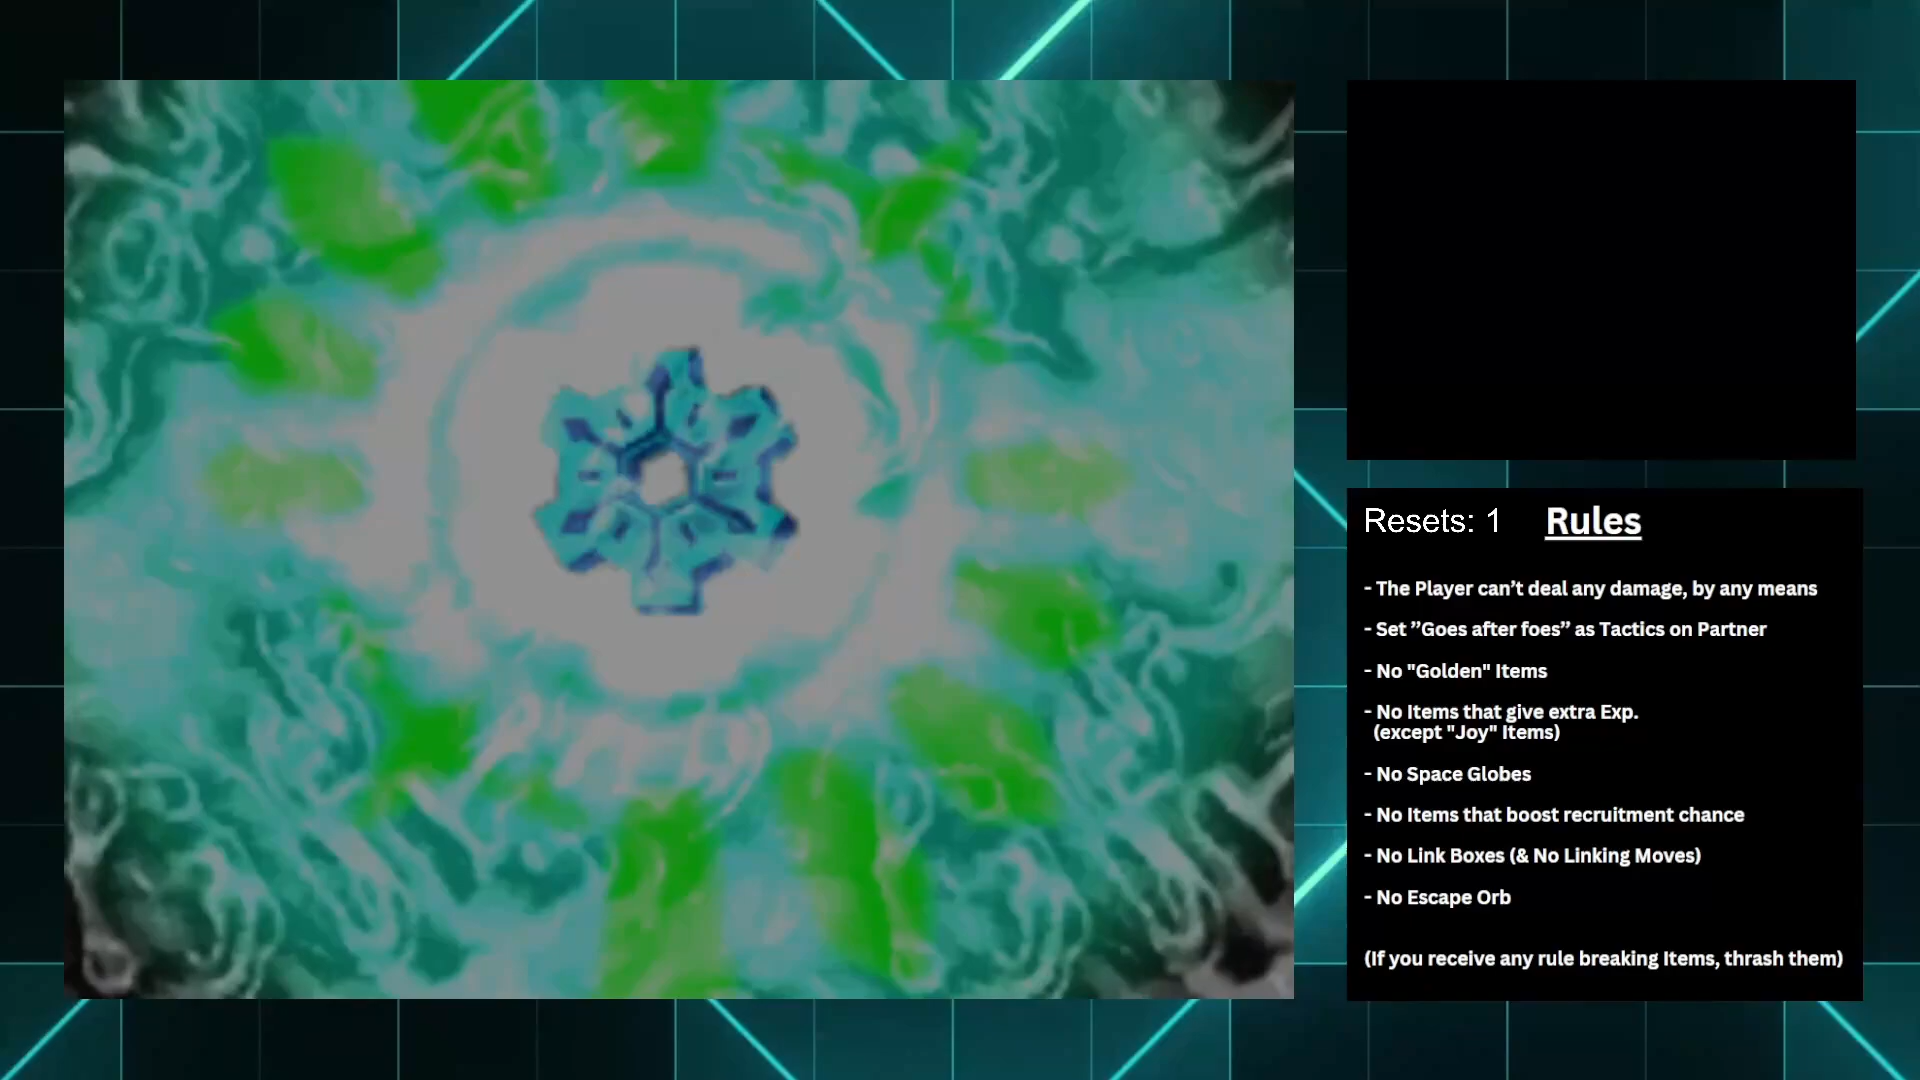 Resets: 1 Rules
- The Player can't deal any damage, by any means
- Set ”Goes after foes” as Tactics on Partner
- No "Golden" Items
- No Items that give extra Exp.
(except "Joy" Items)
- No Space Globes
- No Items that boost recruitment chance
- No Link Boxes (& No Linking Moves)
- No Escape Orb
(If you receive any rule breaking Items, thrash them)